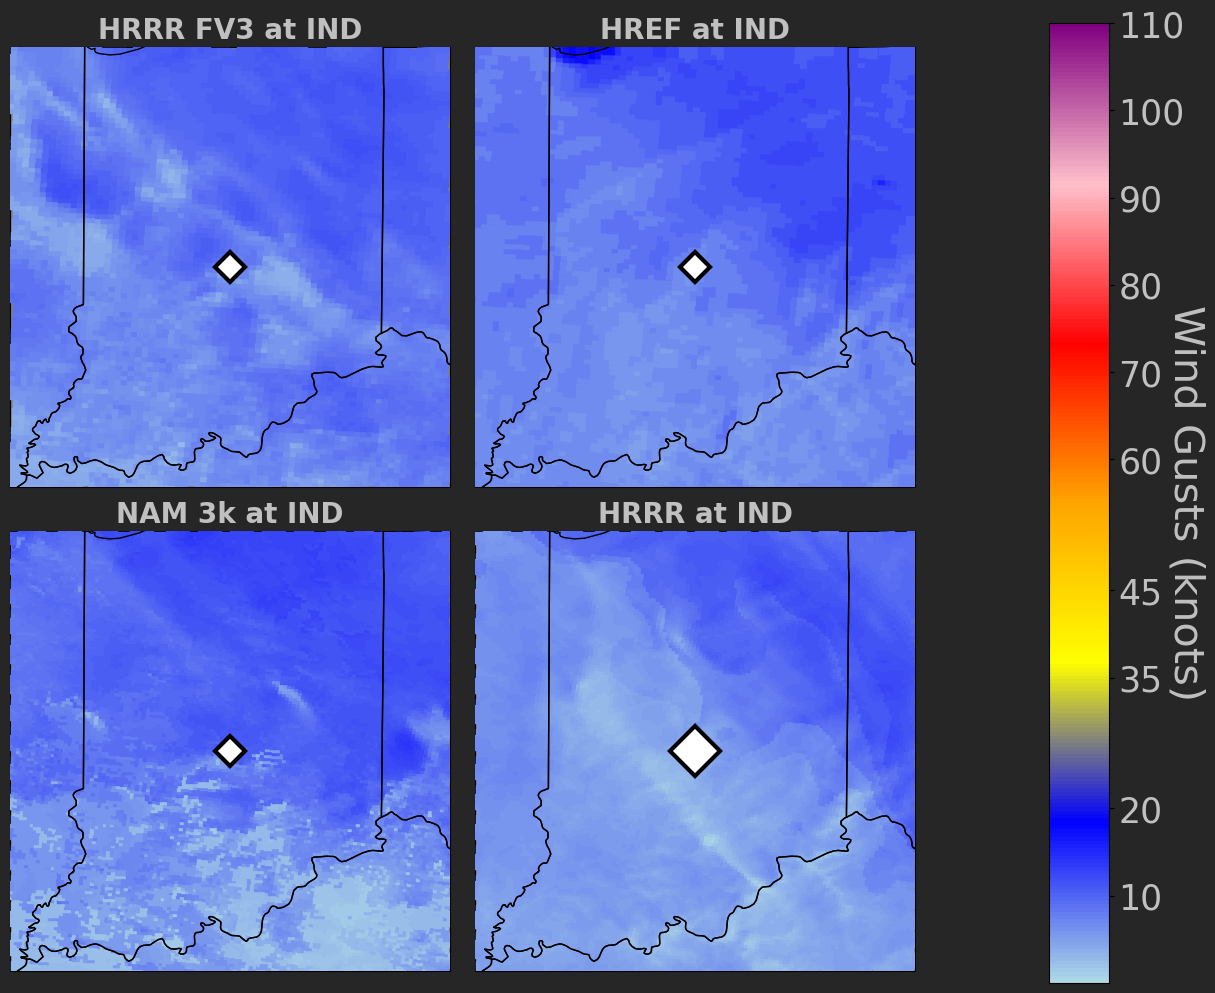 HRRR FV3 at IND
HREF at IND
NAM 3k at IND
HRRR at IND
110
100
90
80
70
60
45
35
20
10
Wind Gusts (knots)